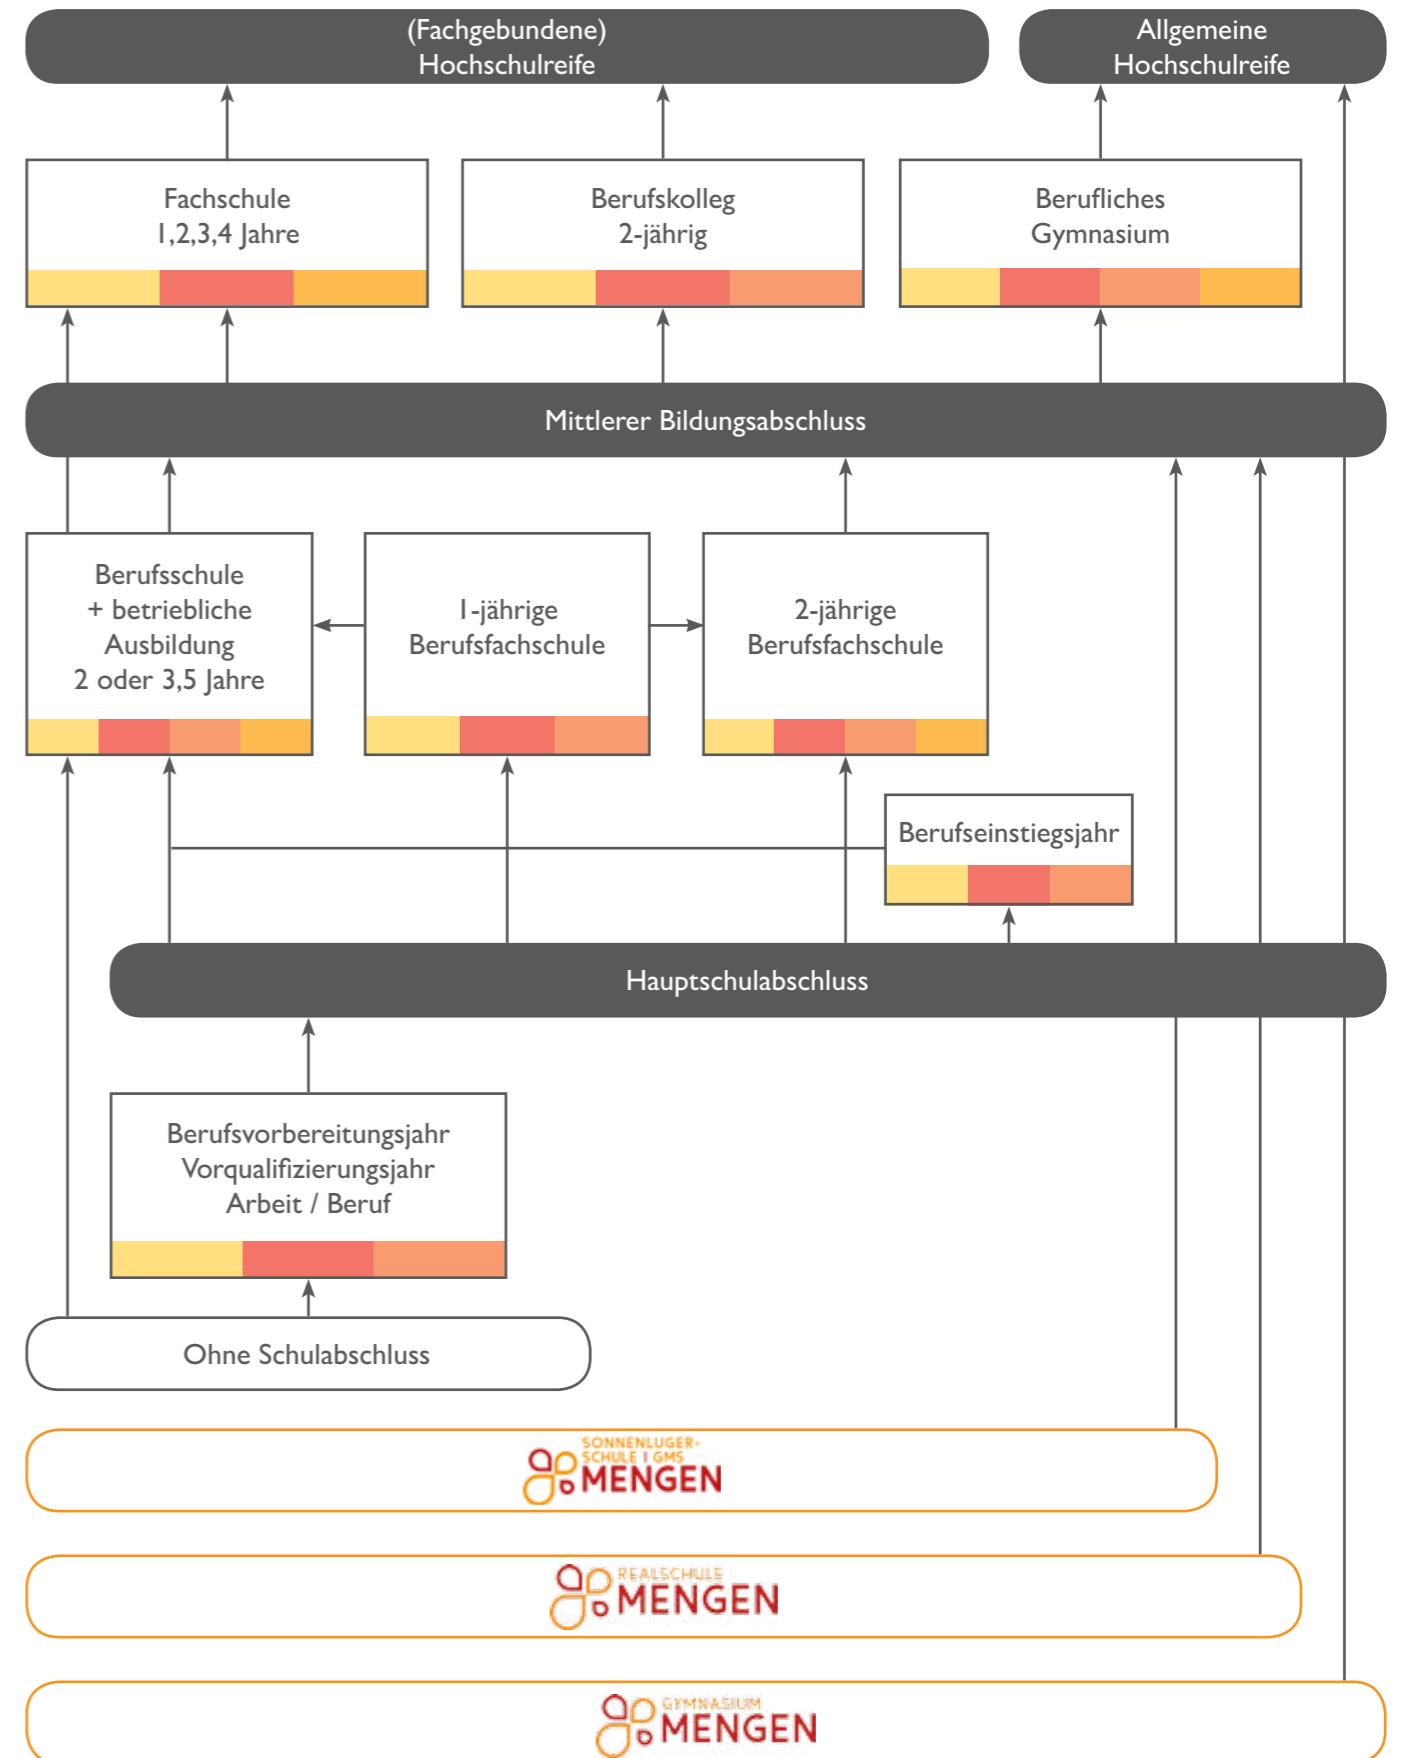 (Fachgebundene)
Hochschulreife
Allgemeine
Hochschulreife
Fachschule
1,2,3,4 Jahre
Berufskolleg
2-jährig
Berufliches
Gymnasium
Mittlerer Bildungsabschluss
Berufsschule
+ betriebliche
Ausbildung
2 oder 3,5 Jahre
1-jährige
Berufsfachschule
2-jährige
Berufsfachschule
Berufseinstiegsjahr
Hauptschulabschluss
Berufsvorbereitungsjahr
Vorqualifizierungsjahr
Arbeit / Beruf
Ohne Schulabschluss
SONNENLUGER-
SCHULE | GMS
MENGEN
REALSCHULE
MENGEN
GYMNASIUM
MENGEN